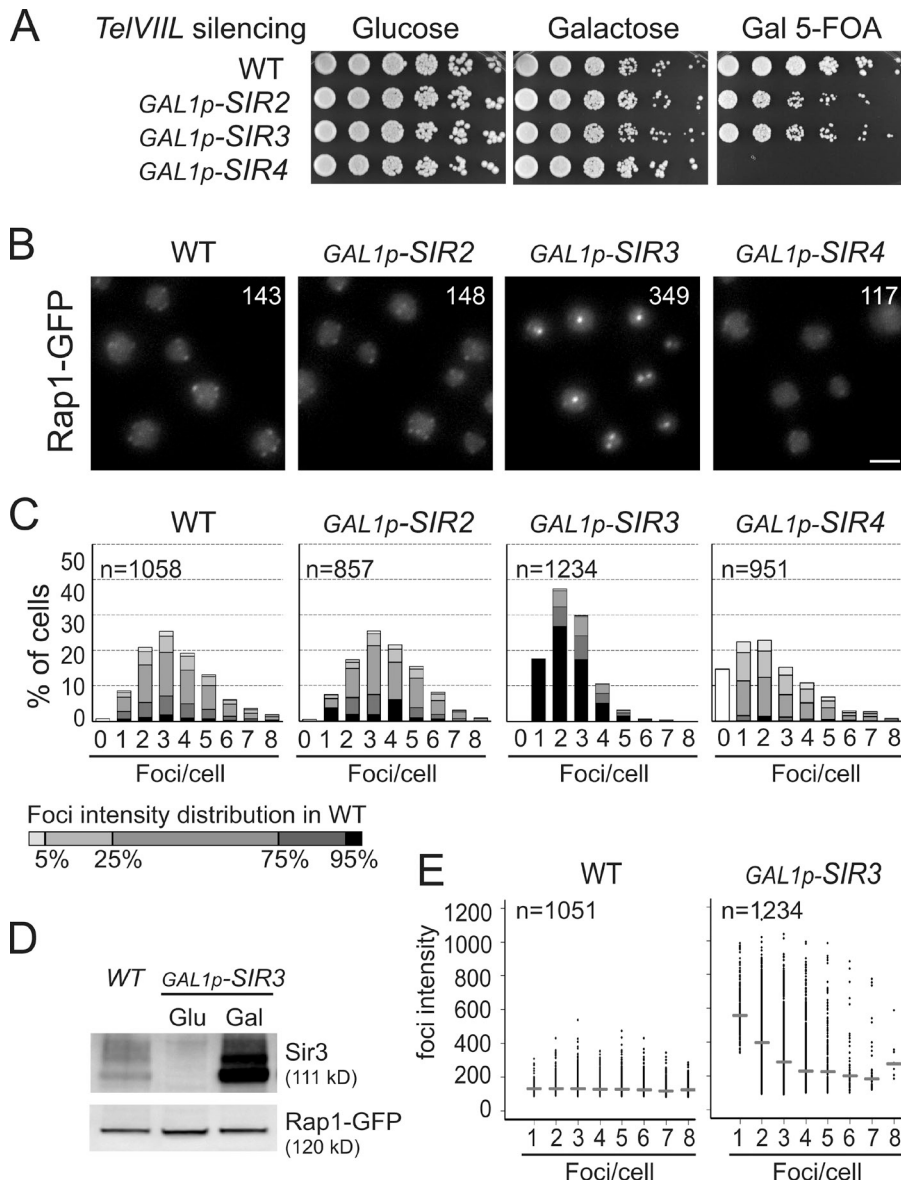 A
TelVIIL silencing Glucose Galactose Gal 5-FOA
WT
GAL1p-SIR2
GAL1p-SIR3
GAL1p-SIR4
B
WT GAL1p-SIR2 GAL1p-SIR3 GAL1p-SIR4
Rap1-GFP
143 148 349 117
C
WT GAL1p-SIR2 GAL1p-SIR3 GAL1p-SIR4
% of cells
50
40
30
20
10
0
n=1058 n=857 n=1234 n=951
0 1 2 3 4 5 6 7 8 0 1 2 3 4 5 6 7 8 0 1 2 3 4 5 6 7 8 0 1 2 3 4 5 6 7 8
Foci/cell Foci/cell Foci/cell Foci/cell
Foci intensity distribution in WT
5% 25% 75% 95%
D
WT GAL1p-SIR3
Glu Gal
Sir3
(111 kD)
Rap1-GFP
(120 kD)
E
WT GAL1p-SIR3
foci intensity
1200
1000
800
600
400
200
0
n=1051 n=1234
1 2 3 4 5 6 7 8 1 2 3 4 5 6 7 8
Foci/cell Foci/cell